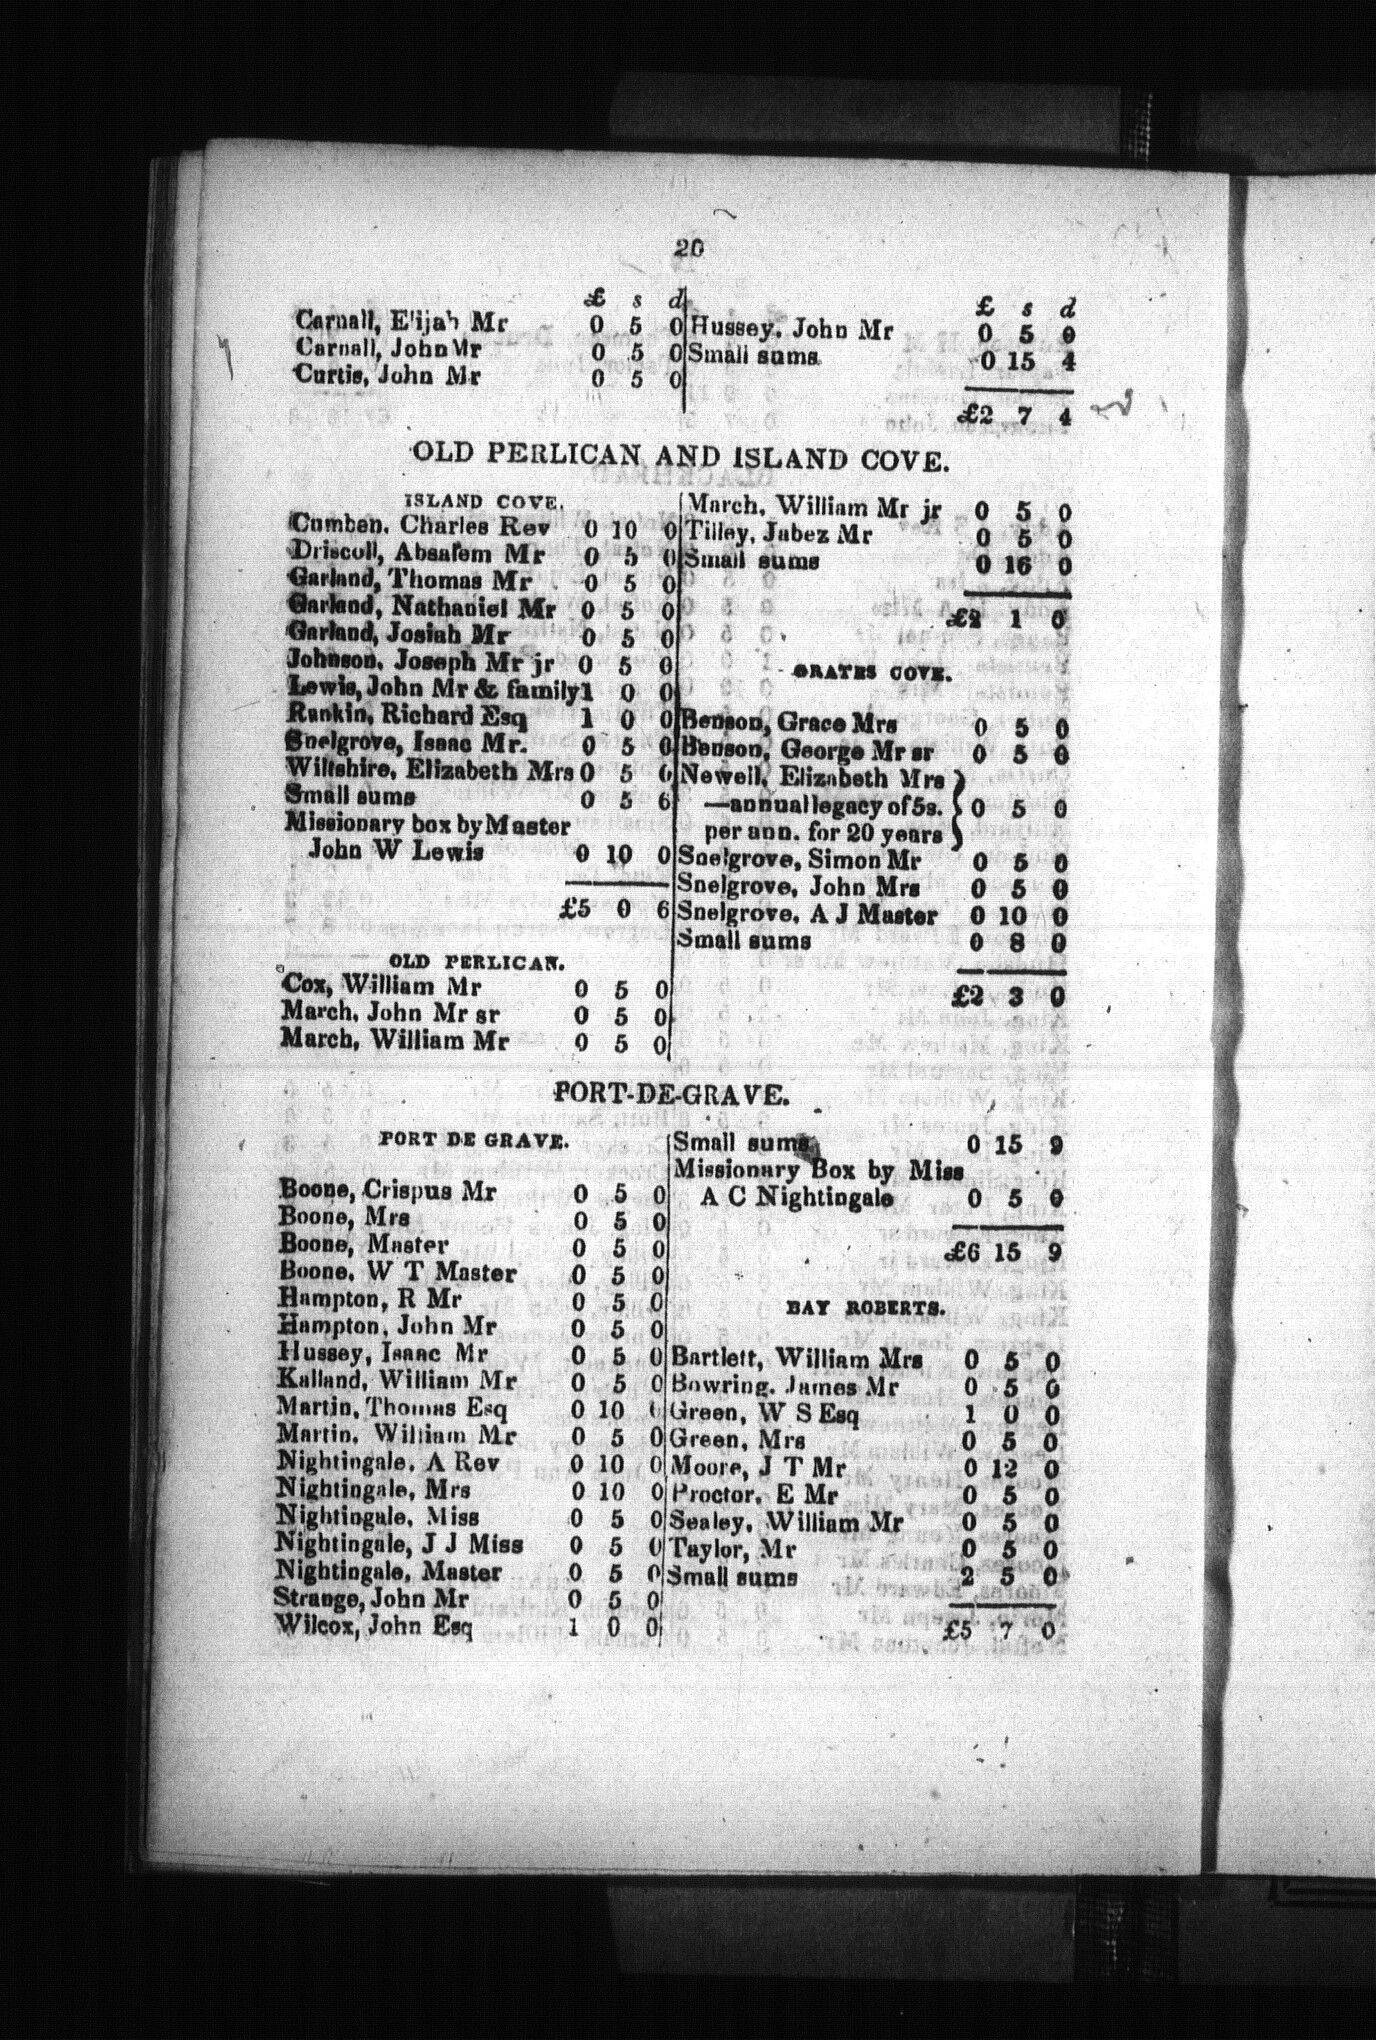 20
£ s d
Carnall, Elijah Mr 0 5 0
Carnall, John Mr 0 5 0
Curtis, John Mr 0 5 0
£ s d
Hussey, John Mr 0 5 0
Small sums 0 15 4
£2 7 4
OLD PERLICAN AND ISLAND COVE.
ISLAND COVE.
Cumben, Charles Rev 0 10 0
Driscoll, Absalem Mr 0 5 0
Garland, Thomas Mr 0 5 0
Garland, Nathaniel Mr 0 5 0
Garland, Josiah Mr 0 5 0
Johnson, Joseph Mr jr 0 5 0
Lewis, John Mr & family 1 0 0
Rankin, Richard Esq 1 0 0
Snelgrove, Isaac Mr. 0 5 0
Wiltshire, Elizabeth Mrs 0 5 0
Small sums 0 5 6
Missionary box by Master
John W Lewis 0 10 0
£5 0 6
OLD PERLICAN.
Cox, William Mr 0 5 0
March, John Mr sr 0 5 0
March, William Mr 0 5 0
March, William Mr jr 0 5 0
Tilley, Jabez Mr 0 5 0
Small sums 0 16 0
£2 1 0
GRATES COVE.
Benson, Grace Mrs 0 5 0
Benson, George Mr sr 0 5 0
Newell, Elizabeth Mrs
—annual legacy of 5s. 0 5 0
per ann. for 20 years
Snelgrove, Simon Mr 0 5 0
Snelgrove, John Mrs 0 5 0
Snelgrove, A J Master 0 10 0
Small sums 0 8 0
£2 3 0
PORT-DE-GRAVE.
PORT DE GRAVE.
Boone, Crispus Mr 0 5 0
Boone, Mrs 0 5 0
Boone, Master 0 5 0
Boone, W T Master 0 5 0
Hampton, R Mr 0 5 0
Hampton, John Mr 0 5 0
Hussey, Isaac Mr 0 5 0
Kalland, William Mr 0 5 0
Martin, Thomas Esq 0 10 0
Martin, William Mr 0 5 0
Nightingale, A Rev 0 10 0
Nightingale, Mrs 0 10 0
Nightingale, Miss 0 5 0
Nightingale, J J Miss 0 5 0
Nightingale, Master 0 5 0
Strange, John Mr 0 5 0
Wilcox, John Esq 1 0 0
Small sums 0 15 9
Missionary Box by Miss
A C Nightingale 0 5 0
£6 15 9
BAY ROBERTS.
Bartlett, William Mrs 0 5 0
Bowring, James Mr 0 5 0
Green, W S Esq 1 0 0
Green, Mrs 0 5 0
Moore, J T Mr 0 12 0
Proctor, E Mr 0 5 0
Sealey, William Mr 0 5 0
Taylor, Mr 0 5 0
Small sums 2 5 0
£5 7 0